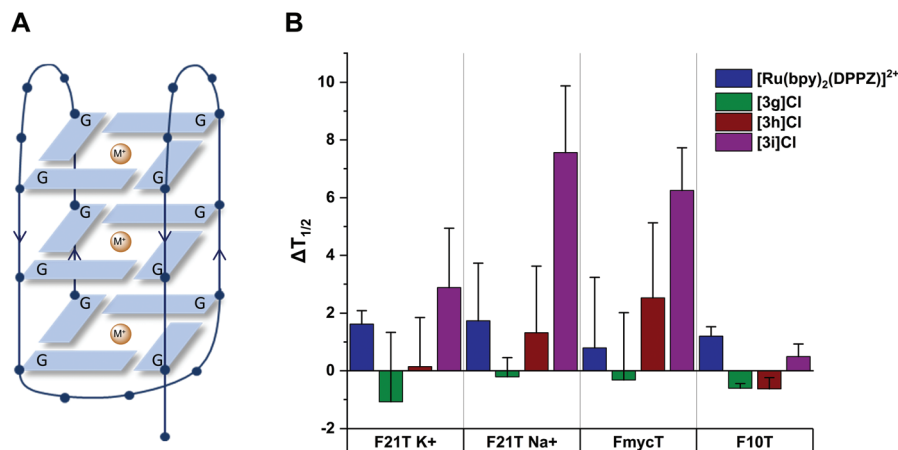 A
G
M⁺
G
G
G
M⁺
G
G
G
M⁺
G
G
B
ΔT1/2
10
8
6
4
2
0
-2
[Ru(bpy)₂(DPPZ)]²⁺
[3g]Cl
[3h]Cl
[3i]Cl
F21T K+
F21T Na+
FmycT
F10T